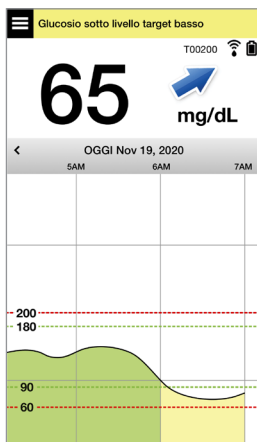 Glucosio sotto livello target basso
T00200
65
mg/dL
OGGI Nov 19, 2020
5AM 6AM 7AM
200
180
90
60